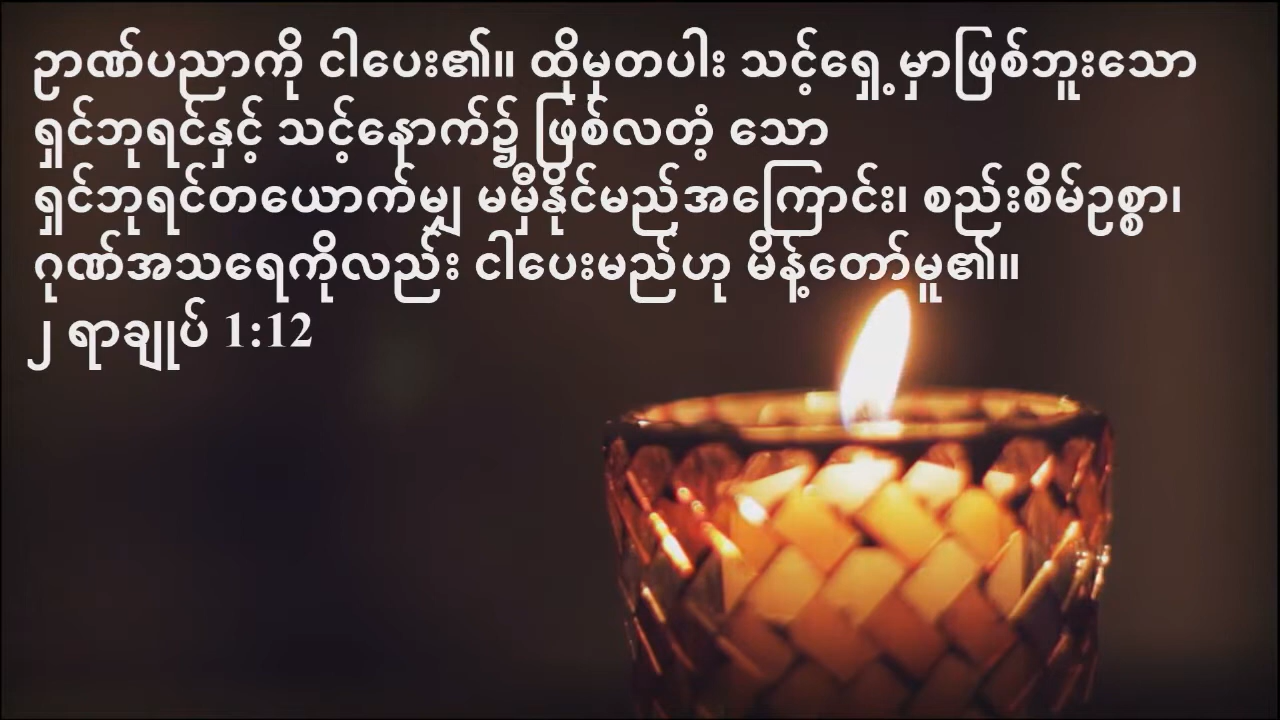 ဉာဏ်ပညာကို ငါပေး၏။ ထိုမှတပါး သင့်ရှေ့မှာဖြစ်ဘူးသော
ရှင်ဘုရင်နှင့် သင့်နောက်၌ ဖြစ်လတံ့ သော
ရှင်ဘုရင်တယောက်မျှ မမှီနိုင်မည်အကြောင်း၊ စည်းစိမ်ဥစ္စာ၊
ဂုဏ်အသရေကိုလည်း ငါပေးမည်ဟု မိန့်တော်မူ၏။
၂ ရာချုပ် 1:12